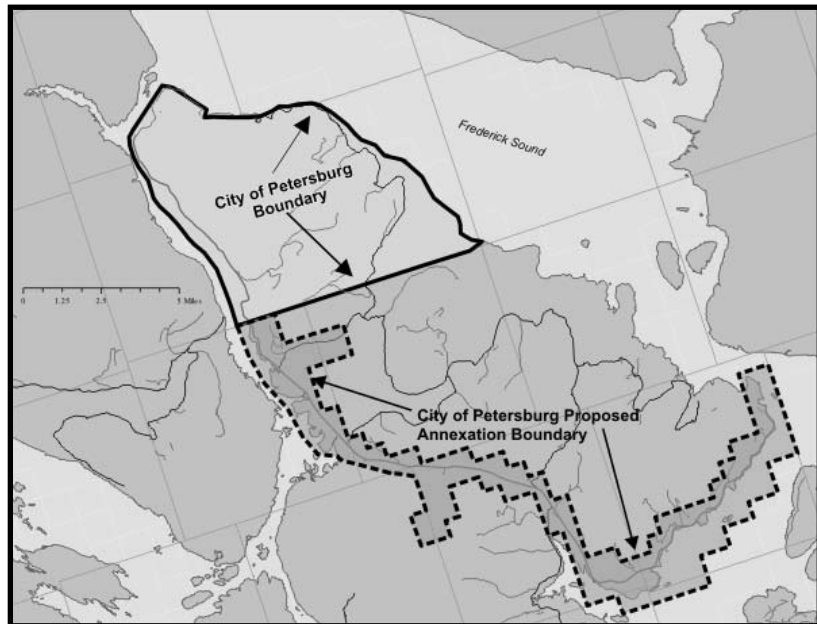 Frederick Sound
City of Petersburg
Boundary
0 1.25 2.5 5 Miles
City of Petersburg Proposed
Annexation Boundary